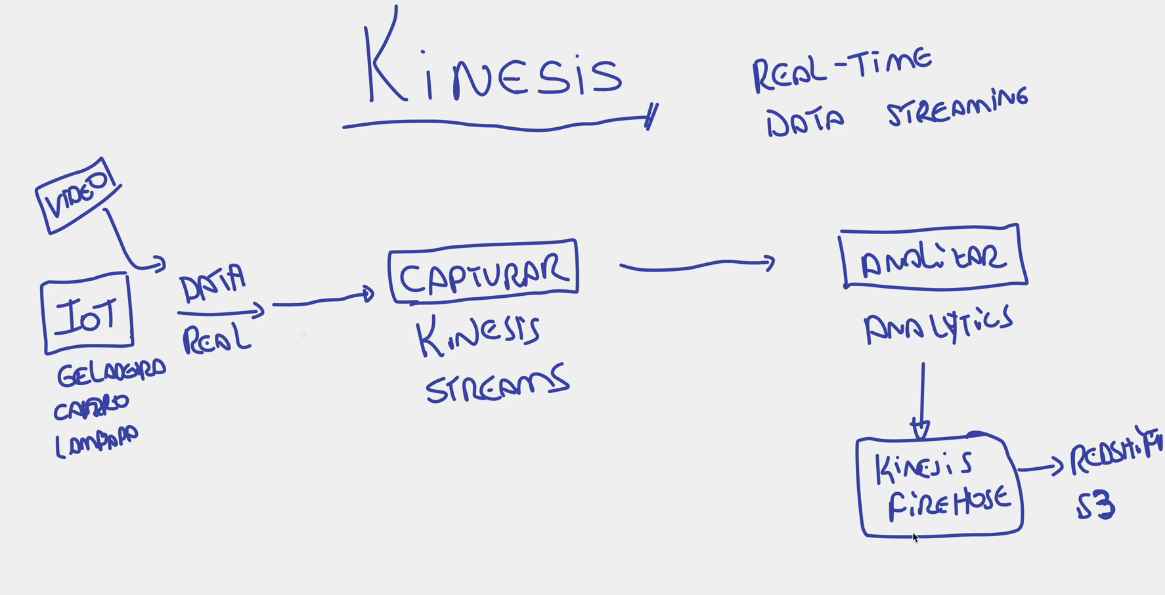 KiNESiS
REAL-TiME
DATA STREAMiNG
VIDEO
IoT
DATA
REAL
GELADEIRA
CARRO
LAMPADA
CAPTURAR
KiNESIS
STREAMS
ANALiZAR
ANALYTiCS
KiNESiS
FiREHOSE
REDSHiFT
S3